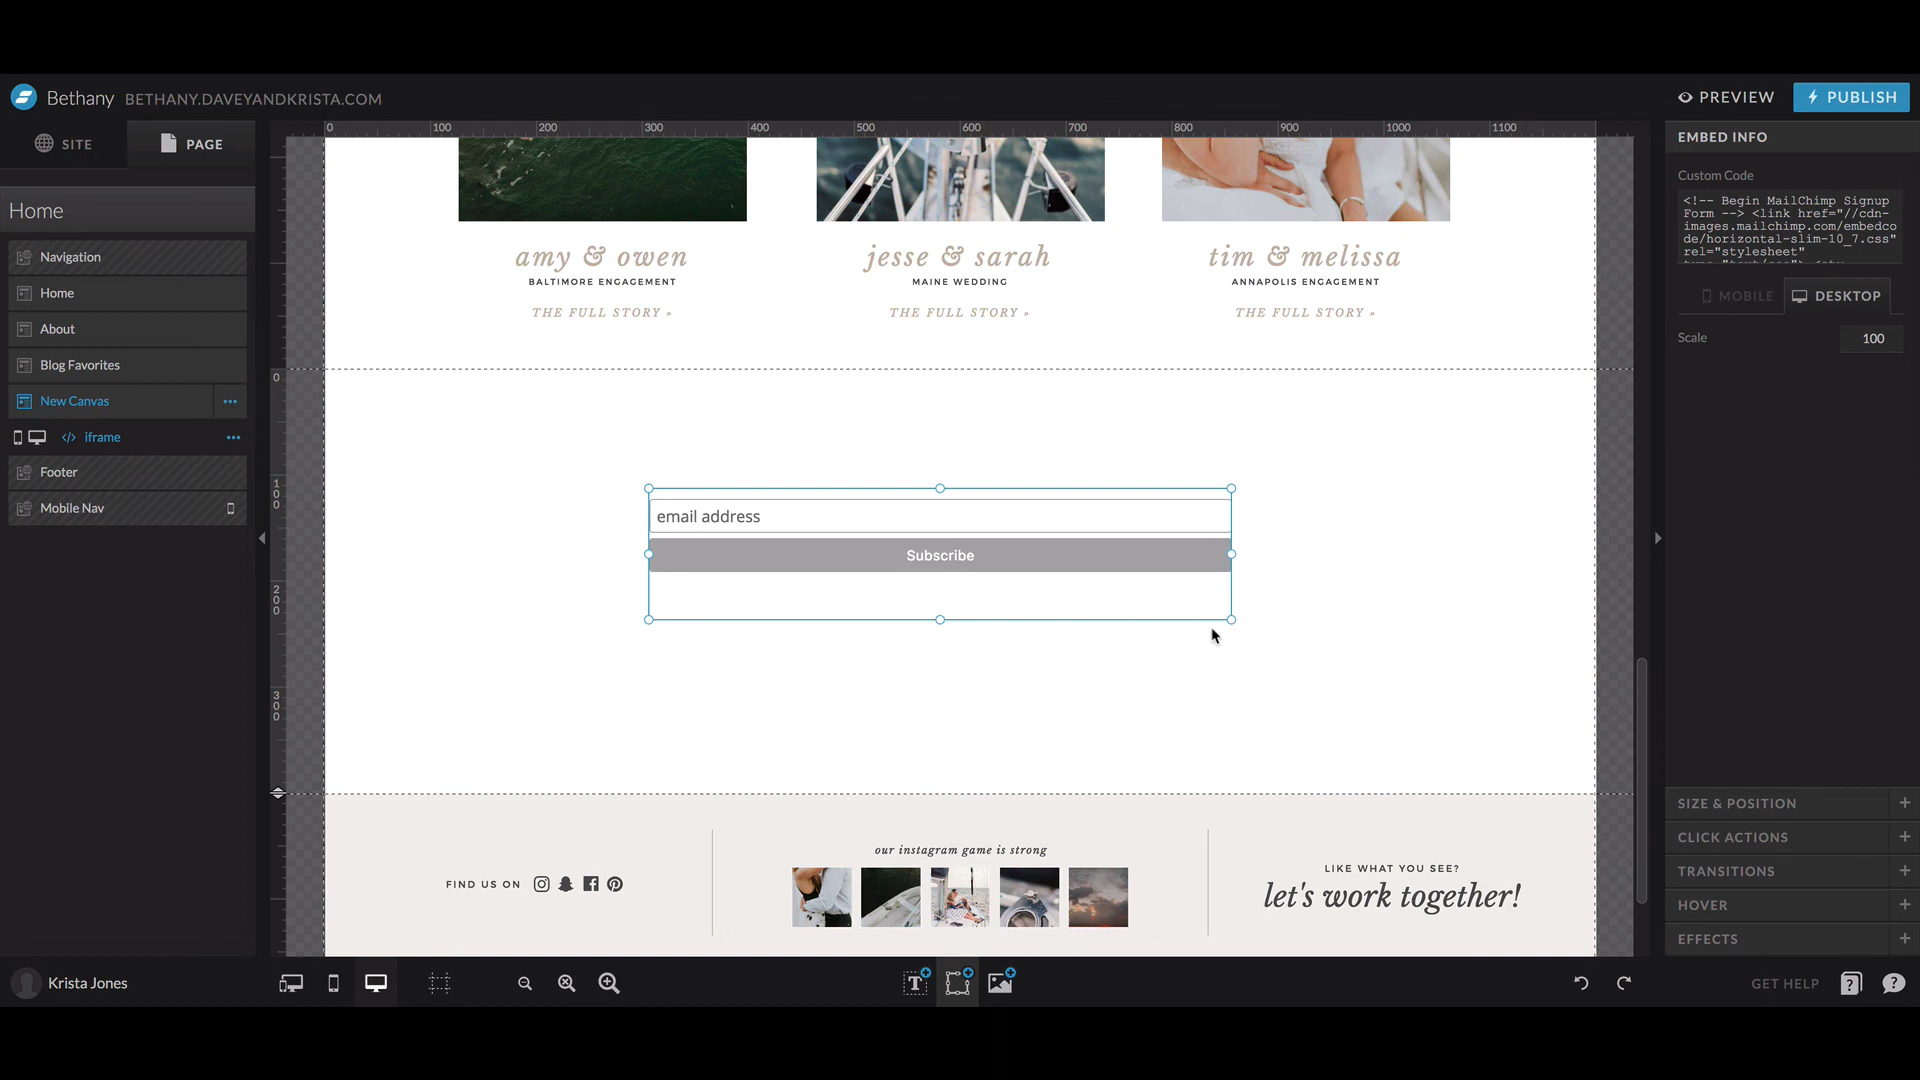 Bethany BETHANY.DAVEYANDKRISTA.COM
PREVIEW
PUBLISH
SITE
PAGE
0 100 200 300 400 500 600 700 800 900 1000 1100
EMBED INFO
Custom Code
<!-- Begin MailChimp Signup
Form --> <link href="//cdn-
images.mailchimp.com/embedco
de/horizontal-slim-10_7.css"
rel="stylesheet"
MOBILE
DESKTOP
Scale
100
Home
Navigation
Home
About
Blog Favorites
New Canvas
</> iframe
Footer
Mobile Nav
amy & owen
BALTIMORE ENGAGEMENT
THE FULL STORY »
jesse & sarah
MAINE WEDDING
THE FULL STORY »
tim & melissa
ANNAPOLIS ENGAGEMENT
THE FULL STORY »
0
100
200
300
email address
Subscribe
FIND US ON
our instagram game is strong
LIKE WHAT YOU SEE?
let's work together!
SIZE & POSITION +
CLICK ACTIONS +
TRANSITIONS +
HOVER +
EFFECTS +
Krista Jones
T
GET HELP
?
?